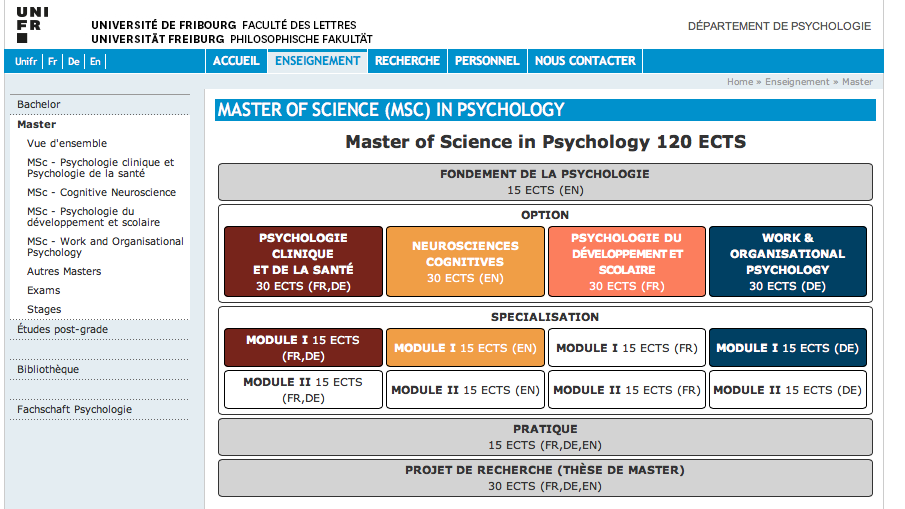 UNI
FR
UNIVERSITÉ DE FRIBOURG FACULTÉ DES LETTRES
UNIVERSITÄT FREIBURG PHILOSOPHISCHE FAKULTÄT
DÉPARTEMENT DE PSYCHOLOGIE
Unifr | Fr | De | En
ACCUEIL ENSEIGNEMENT RECHERCHE PERSONNEL NOUS CONTACTER
Home » Enseignement » Master
Bachelor
Master
Vue d'ensemble
MSc - Psychologie clinique et
Psychologie de la santé
MSc - Cognitive Neuroscience
MSc - Psychologie du
développement et scolaire
MSc - Work and Organisational
Psychology
Autres Masters
Exams
Stages
Études post-grade
Bibliothèque
Fachschaft Psychologie
MASTER OF SCIENCE (MSC) IN PSYCHOLOGY
Master of Science in Psychology 120 ECTS
FONDEMENT DE LA PSYCHOLOGIE
15 ECTS (EN)
OPTION
PSYCHOLOGIE
CLINIQUE
ET DE LA SANTÉ
30 ECTS (FR,DE)
NEUROSCIENCES
COGNITIVES
30 ECTS (EN)
PSYCHOLOGIE DU
DÉVELOPPEMENT ET
SCOLAIRE
30 ECTS (FR)
WORK &
ORGANISATIONAL
PSYCHOLOGY
30 ECTS (DE)
SPECIALISATION
MODULE I 15 ECTS
(FR,DE)
MODULE I 15 ECTS (EN)
MODULE I 15 ECTS (FR)
MODULE I 15 ECTS (DE)
MODULE II 15 ECTS
(FR,DE)
MODULE II 15 ECTS (EN)
MODULE II 15 ECTS (FR)
MODULE II 15 ECTS (DE)
PRATIQUE
15 ECTS (FR,DE,EN)
PROJET DE RECHERCHE (THÈSE DE MASTER)
30 ECTS (FR,DE,EN)